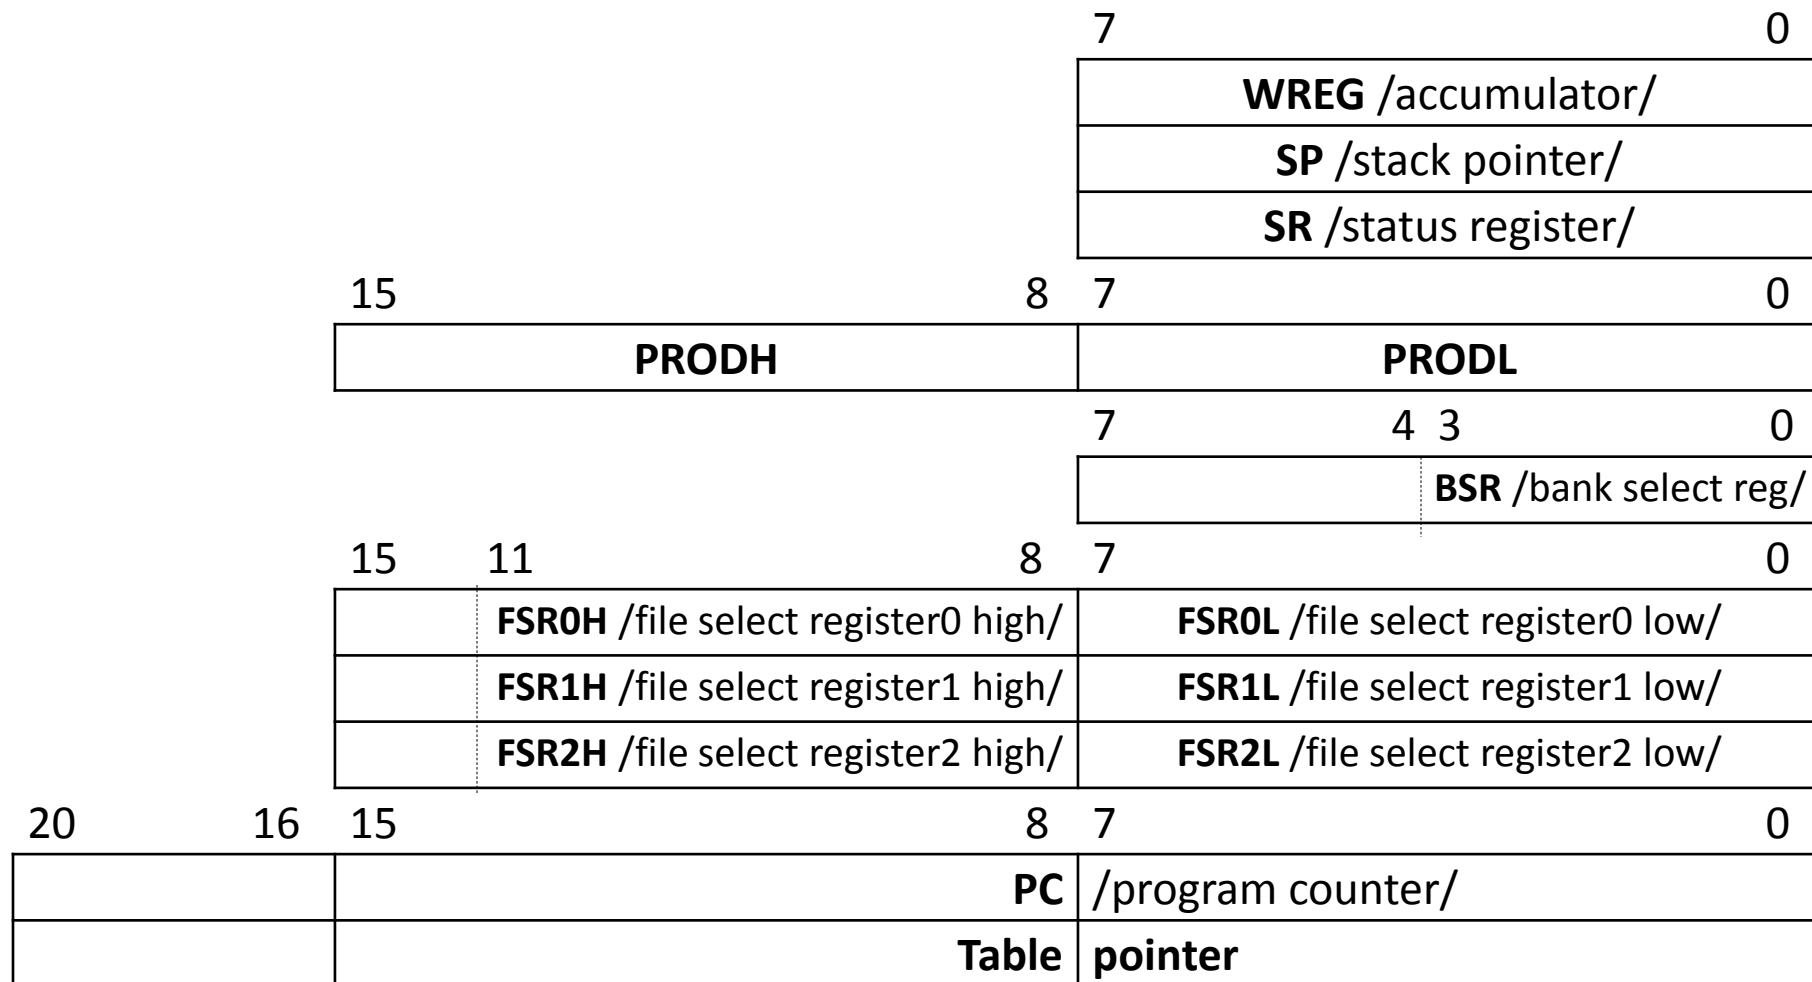 7 0
WREG /accumulator/
SP /stack pointer/
SR /status register/
15 8 7 0
PRODH PRODL
7 4 3 0
BSR /bank select reg/
15 11 8 7 0
FSR0H /file select register0 high/ FSR0L /file select register0 low/
FSR1H /file select register1 high/ FSR1L /file select register1 low/
FSR2H /file select register2 high/ FSR2L /file select register2 low/
20 16 15 8 7 0
PC /program counter/
Table pointer